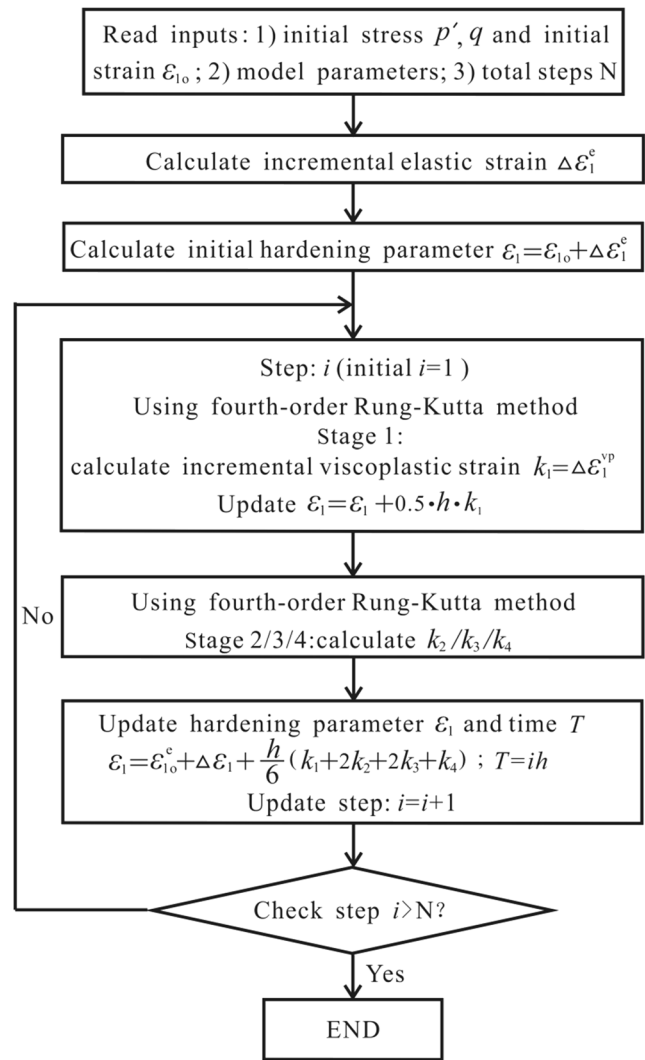 Read inputs: 1) initial stress p′, q and initial
strain ε₁ₒ; 2) model parameters; 3) total steps N
Calculate incremental elastic strain Δε₁ᵉ
Calculate initial hardening parameter ε₁=ε₁ₒ+Δε₁ᵉ
Step: i (initial i=1)
Using fourth-order Rung-Kutta method
Stage 1:
calculate incremental viscoplastic strain k₁=Δε₁ᵛᵖ
Update ε₁=ε₁+0.5·h·k₁
No
Using fourth-order Rung-Kutta method
Stage 2/3/4:calculate k₂/k₃/k₄
Update hardening parameter ε₁ and time T
ε₁=ε₁ₒᵉ+Δε₁+h/6(k₁+2k₂+2k₃+k₄) ; T=ih
Update step: i=i+1
Check step i>N?
Yes
END